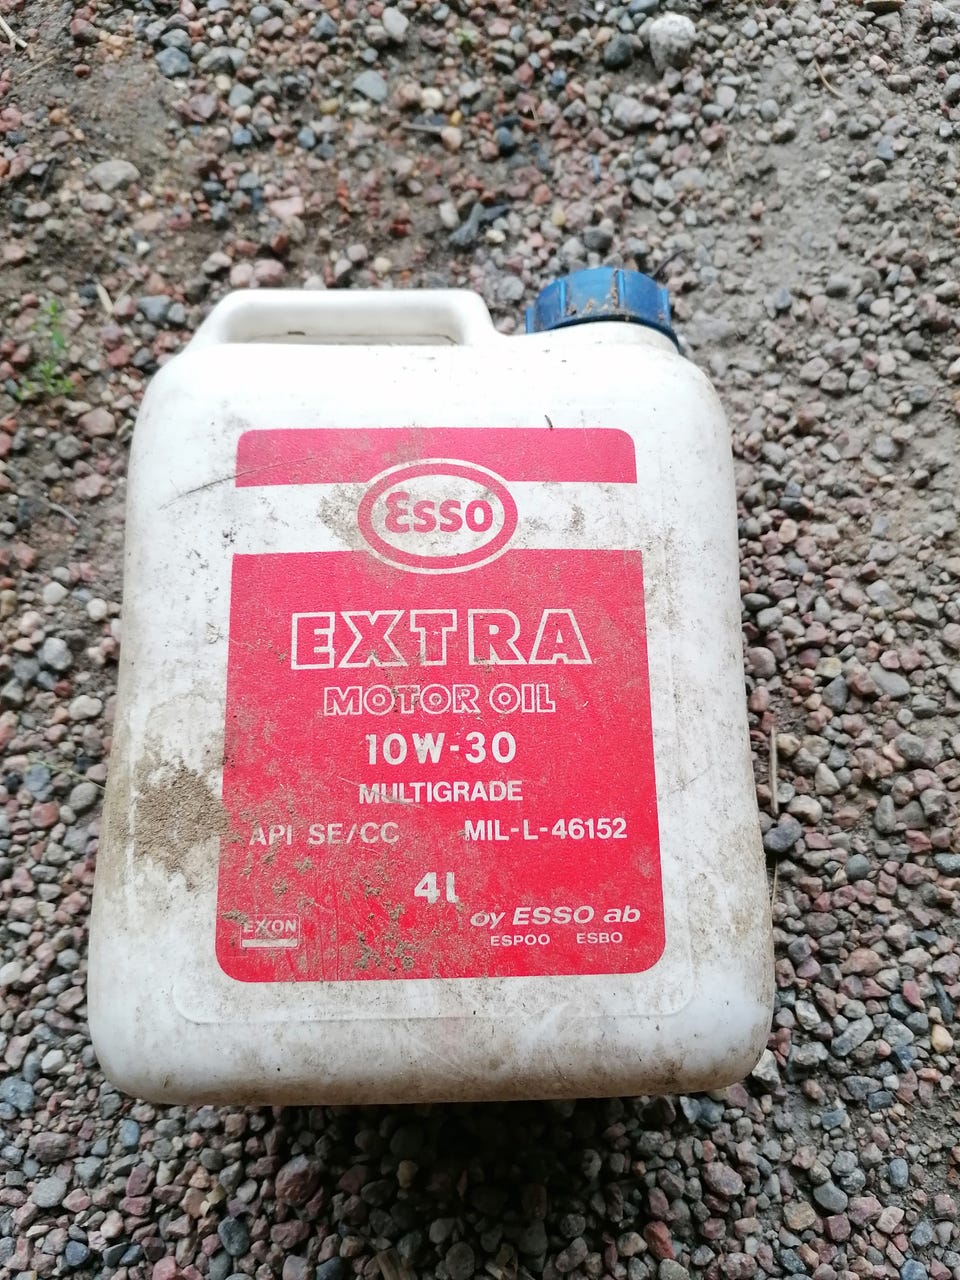 Esso
EXTRA
MOTOR OIL
10W-30
MULTIGRADE
API SE/CC MIL-L-46152
4l
oy ESSO ab
EXXON ESPOO ESBO